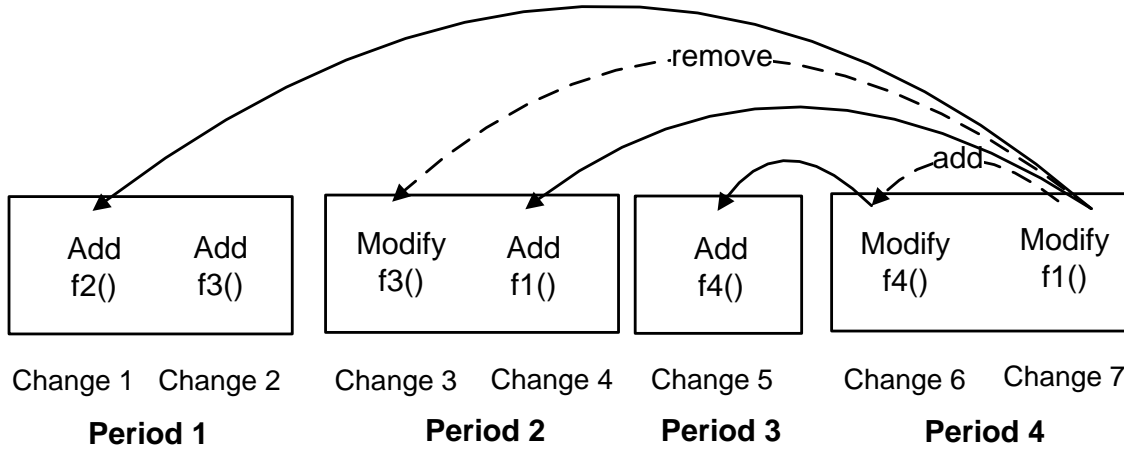 remove
add
Add
f2()
Add
f3()
Modify
f3()
Add
f1()
Add
f4()
Modify
f4()
Modify
f1()
Change 1
Change 2
Change 3
Change 4
Change 5
Change 6
Change 7
Period 1
Period 2
Period 3
Period 4